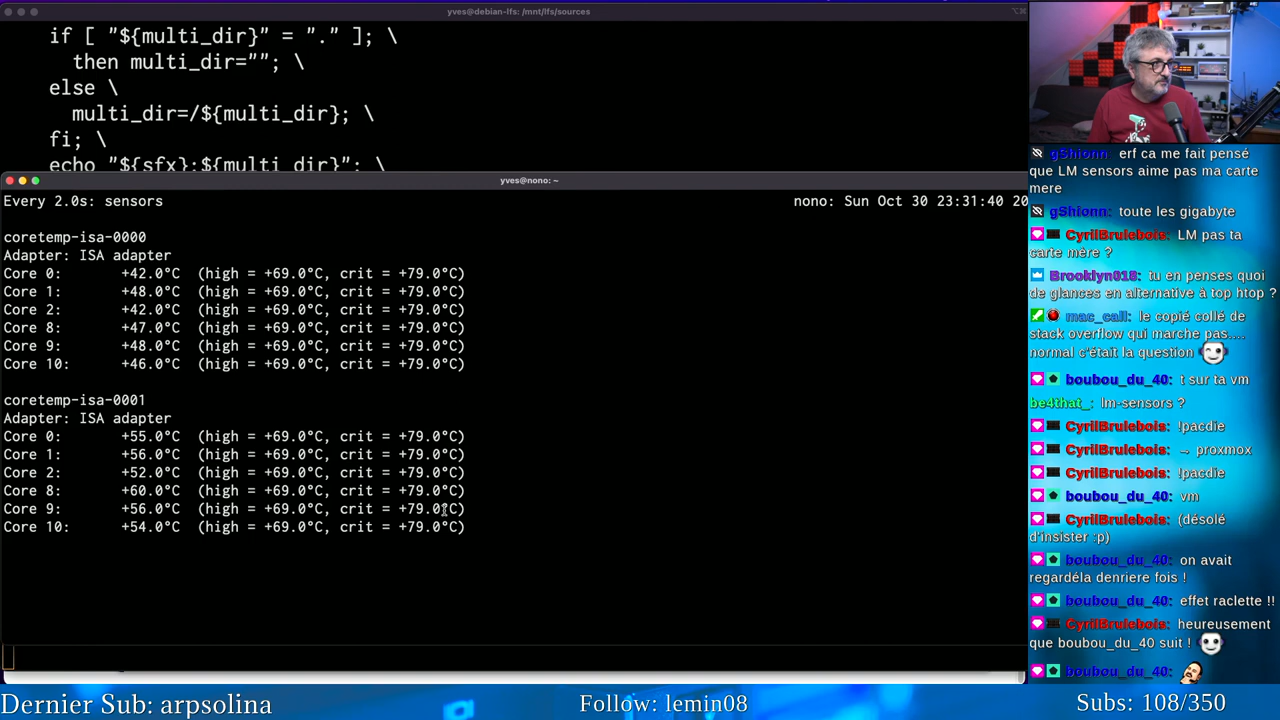 yves@debian-lfs: /mnt/lfs/sources
if [ "${multi_dir}" = "." ]; \
then multi_dir=""; \
else \
multi_dir=/${multi_dir}; \
fi; \
echo "${sfx};${multi_dir}"; \
yves@nono: ~
Every 2.0s: sensors
nono: Sun Oct 30 23:31:40 20
coretemp-isa-0000
Adapter: ISA adapter
Core 0: +42.0°C (high = +69.0°C, crit = +79.0°C)
Core 1: +48.0°C (high = +69.0°C, crit = +79.0°C)
Core 2: +42.0°C (high = +69.0°C, crit = +79.0°C)
Core 8: +47.0°C (high = +69.0°C, crit = +79.0°C)
Core 9: +48.0°C (high = +69.0°C, crit = +79.0°C)
Core 10: +46.0°C (high = +69.0°C, crit = +79.0°C)
coretemp-isa-0001
Adapter: ISA adapter
Core 0: +55.0°C (high = +69.0°C, crit = +79.0°C)
Core 1: +56.0°C (high = +69.0°C, crit = +79.0°C)
Core 2: +52.0°C (high = +69.0°C, crit = +79.0°C)
Core 8: +60.0°C (high = +69.0°C, crit = +79.0°C)
Core 9: +56.0°C (high = +69.0°C, crit = +79.0°C)
Core 10: +54.0°C (high = +69.0°C, crit = +79.0°C)
gShionn: erf ca me fait pensé
que LM sensors aime pas ma carte
mere
gShionn: toute les gigabyte
CyrilBrulebois: LM pas ta
carte mère ?
Brooklyn018: tu en penses quoi
de glances en alternative à top htop ?
mac_call: le copié collé de
stack overflow qui marche pas....
normal c'était la question
boubou_du_40: t sur ta vm
be4that_: lm-sensors ?
CyrilBrulebois: !pacdie
CyrilBrulebois: → proxmox
CyrilBrulebois: !pacdie
boubou_du_40: vm
CyrilBrulebois: (désolé
d'insister :p)
boubou_du_40: on avait
regardéla denriere fois !
boubou_du_40: effet raclette !!
CyrilBrulebois: heureusement
que boubou_du_40 suit !
boubou_du_40:
Dernier Sub: arpsolina
Follow: lemin08
Subs: 108/350